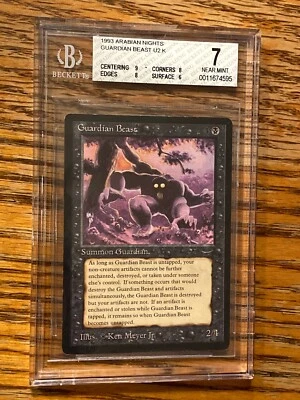 BECKETT
1993 ARABIAN NIGHTS
GUARDIAN BEAST U2 K
CENTERING 9 CORNERS 8
EDGES 8 SURFACE 6
7
NEAR MINT
0011674595
Guardian Beast
Summon Guardian
As long as Guardian Beast is untapped, your
non-creature artifacts cannot be further
enchanted, destroyed, or taken under someone
else's control. If something occurs that would
destroy the Guardian Beast and artifacts
simultaneously, the Guardian Beast is destroyed
but your artifacts are not. If an artifact is
enchanted or stolen while Guardian Beast is
tapped, it remains so when Guardian Beast
becomes untapped.
Illus. Ken Meyer Jr.
2/4